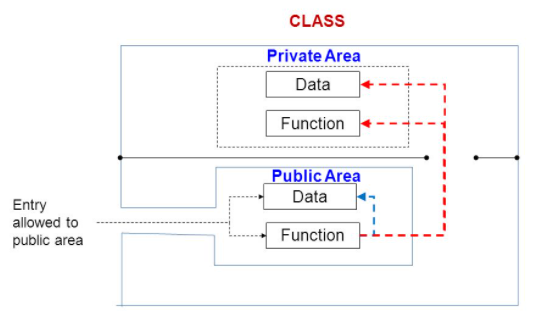 CLASS
Private Area
Data
Function
Public Area
Data
Entry
allowed to
public area
Function